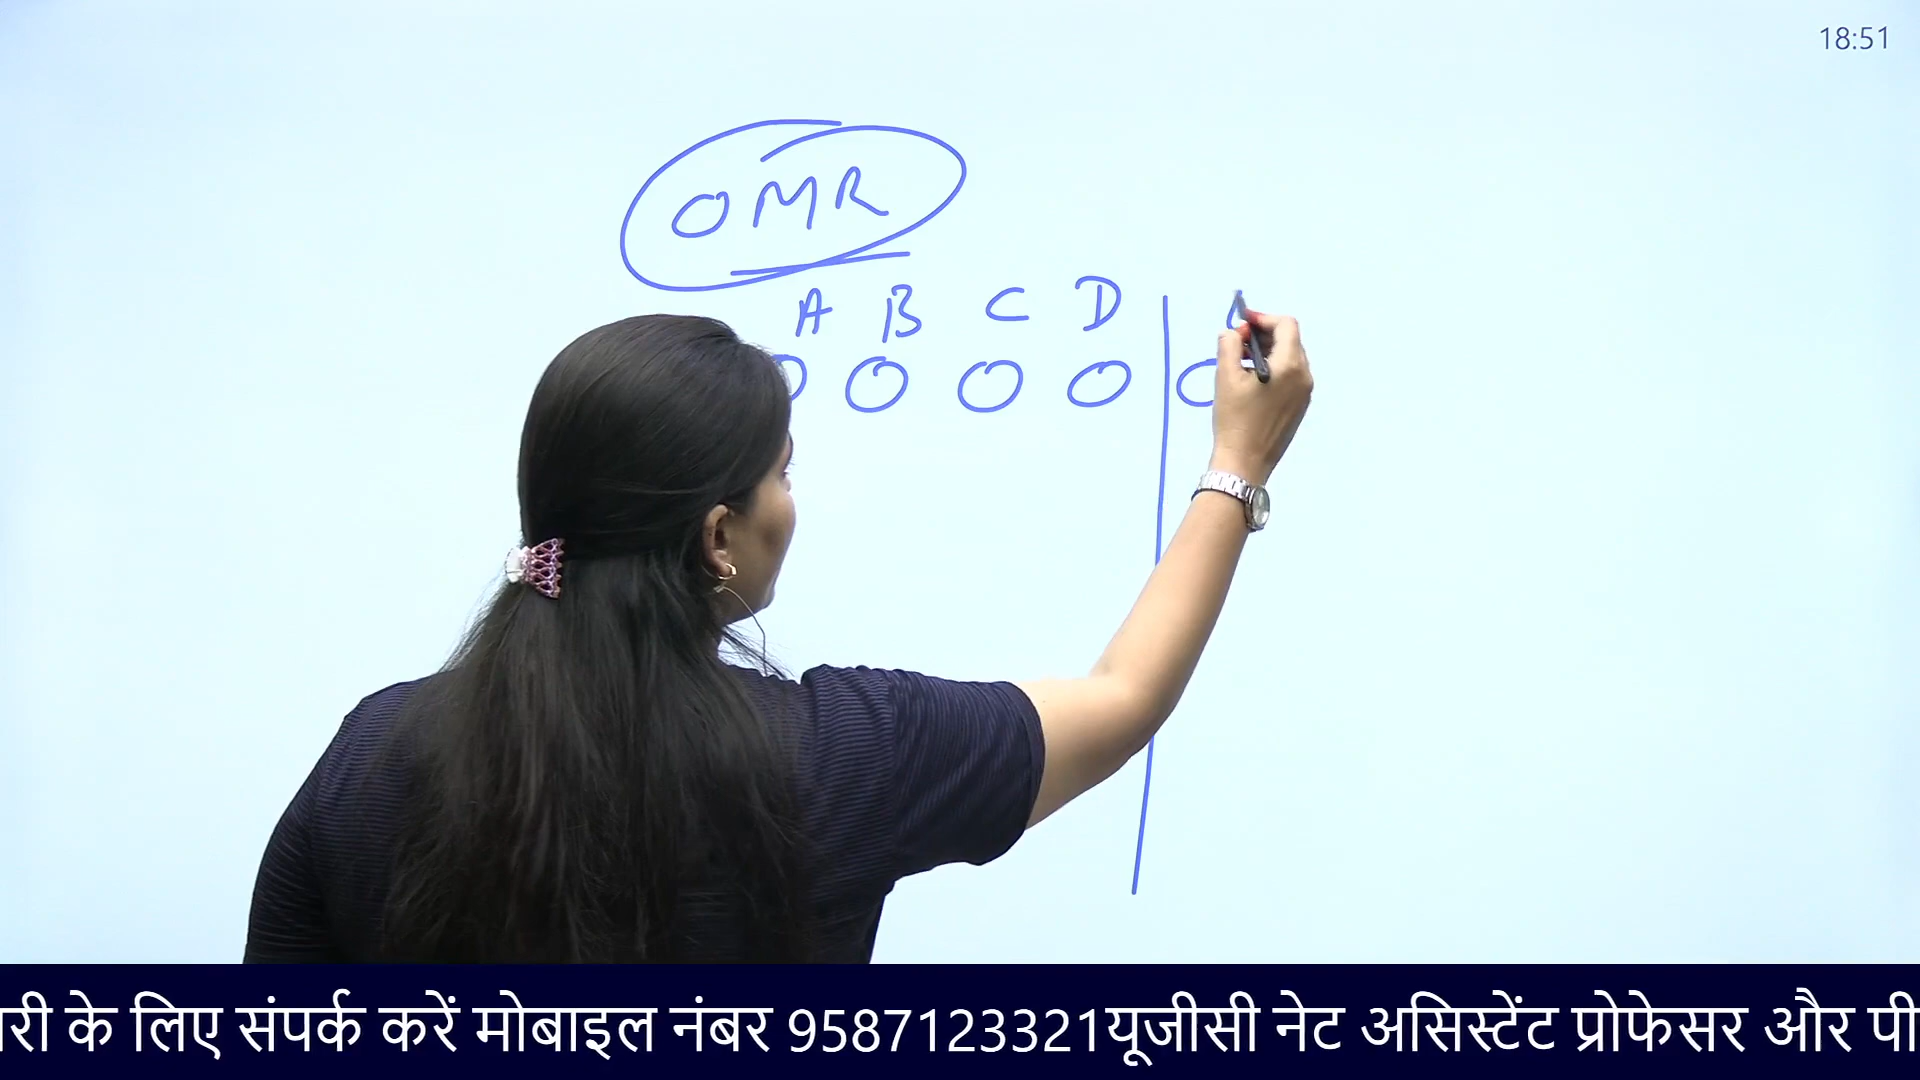 18:51
OMR
A B C D
री के लिए संपर्क करें मोबाइल नंबर 9587123321यूजीसी नेट असिस्टेंट प्रोफेसर और पी